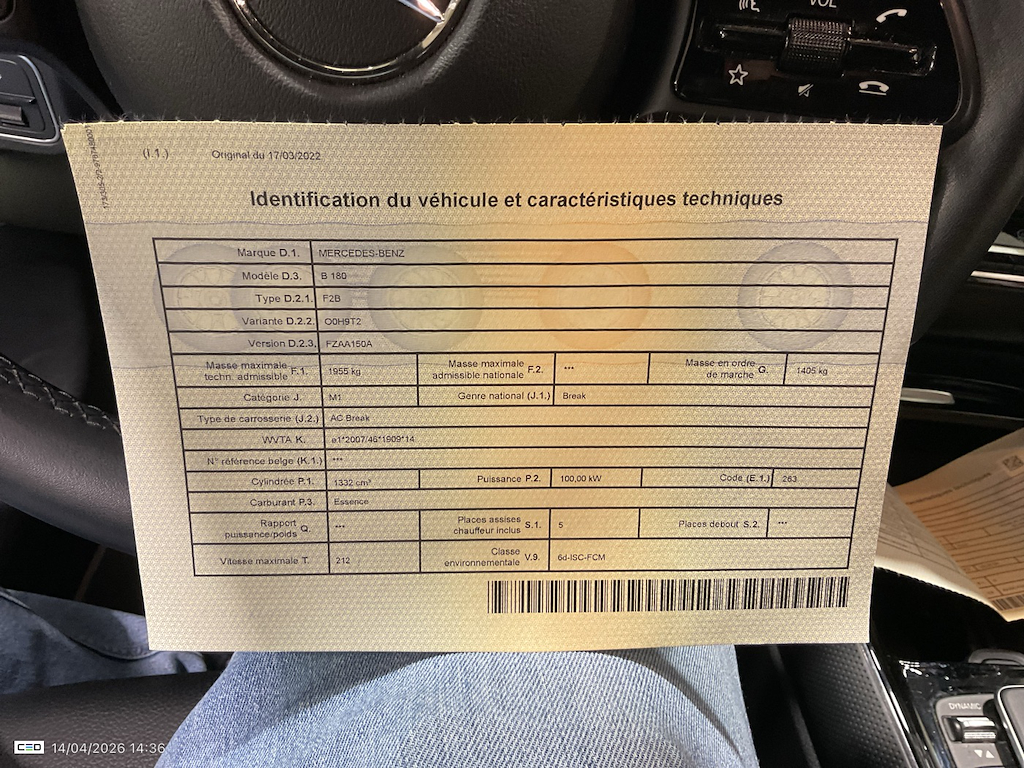 VOL
(I.1.) Original du 17/03/2022
Identification du véhicule et caractéristiques techniques
Marque D.1. MERCEDES-BENZ
Modèle D.3. B 180
Type D.2.1. F2B
Variante D.2.2. O0H9T2
Version D.2.3. FZAA150A
Masse maximale techn. admissible F.1. 1955 kg Masse maximale admissible nationale F.2. *** Masse en ordre de marche G. 1405 kg
Catégorie J. M1 Genre national (J.1.) Break
Type de carrosserie (J.2.) AC Break
WVTA K. e1*2007/46*1909*14
N° référence belge (K.1.) ***
Cylindrée P.1. 1332 cm³ Puissance P.2. 100,00 kW Code (E.1.) 263
Carburant P.3. Essence
Rapport puissance/poids Q. *** Places assises chauffeur inclus S.1. 5 Places debout S.2. ***
Vitesse maximale T. 212 Classe environnementale V.9. 6d-ISC-FCM
DYNAMIC
CEO 14/04/2026 14:36